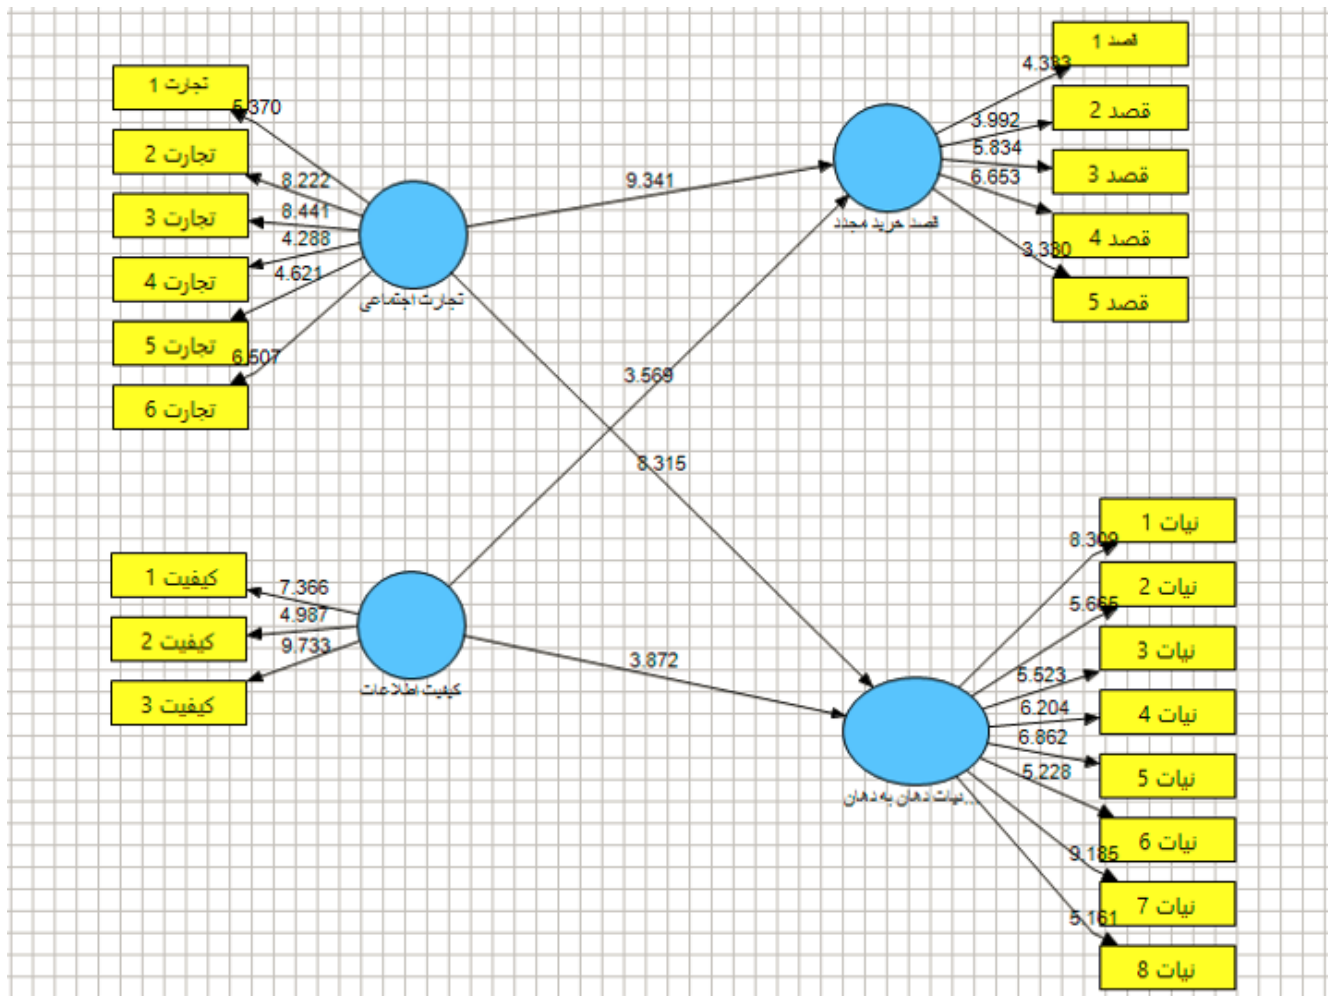 تجارت 1
5.370
تجارت 2
8.222
تجارت 3
8.441
4.288
تجارت 4
4.621
تجارت 5
6.507
تجارت 6
تجارت اجتماعی
9.341
3.569
8.315
قصد 1
4.333
قصد 2
3.992
5.834
قصد 3
6.653
قصد 4
3.330
قصد 5
قصد خرید مجدد
کیفیت 1
7.366
4.987
کیفیت 2
9.733
کیفیت 3
کیفیت اطلاعات
3.872
نیات 1
8.309
نیات 2
5.665
نیات 3
5.523
6.204
نیات 4
6.862
5.228
نیات 5
نیات 6
9.185
نیات 7
5.161
نیات 8
نیات دهان به دهان...